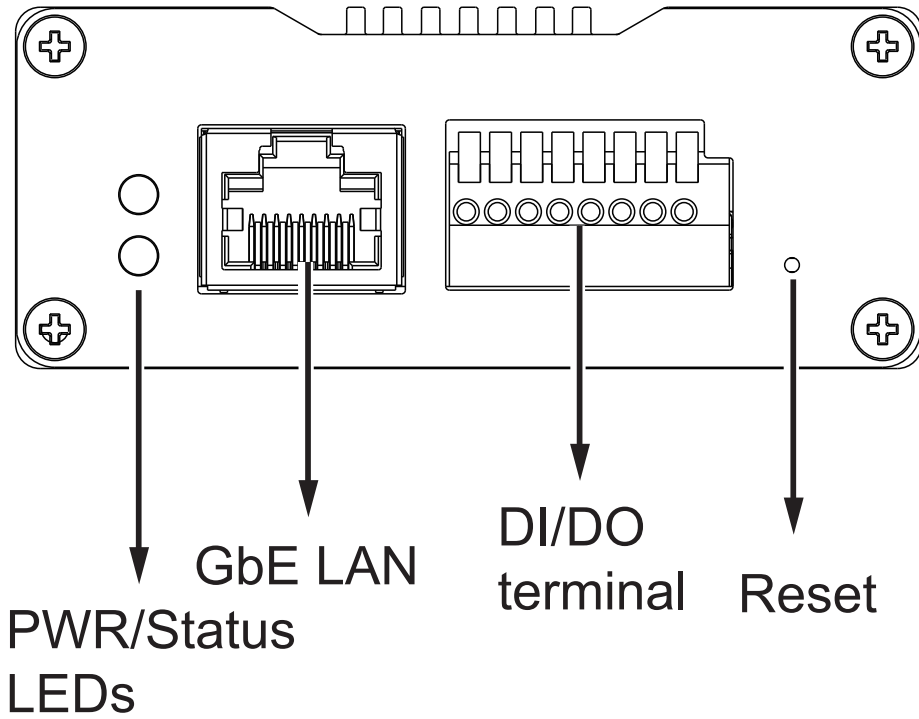 GbE LAN
DI/DO
terminal
Reset
PWR/Status
LEDs